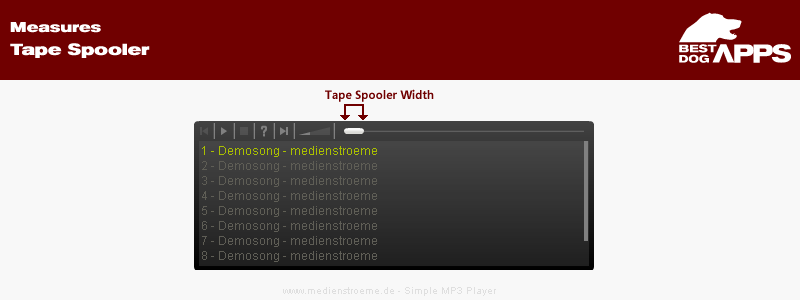 Measures
Tape Spooler
BEST DOG APPS
Tape Spooler Width
?
1 - Demosong - medienstroeme
2 - Demosong - medienstroeme
3 - Demosong - medienstroeme
4 - Demosong - medienstroeme
5 - Demosong - medienstroeme
6 - Demosong - medienstroeme
7 - Demosong - medienstroeme
8 - Demosong - medienstroeme
www.medienstroeme.de - Simple MP3 Player